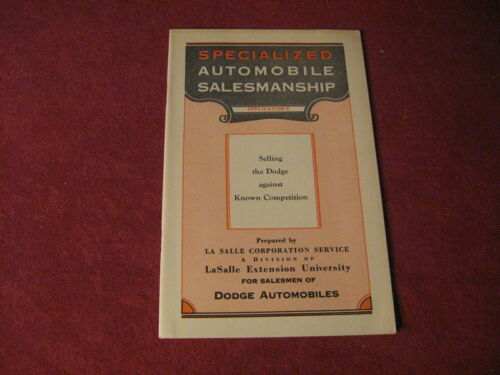 SPECIALIZED
AUTOMOBILE
SALESMANSHIP
APPLICATION
Selling
the Dodge
against
Known Competition
Prepared by
LA SALLE CORPORATION SERVICE
A DIVISION OF
LaSalle Extension University
FOR SALESMEN OF
DODGE AUTOMOBILES